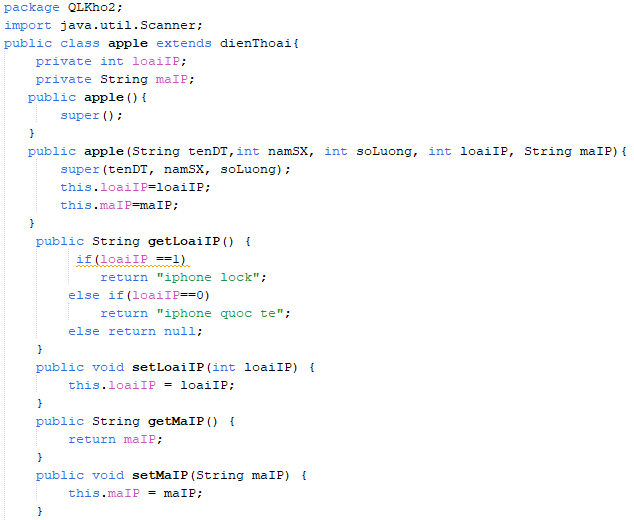 package QLKho2;
import java.util.Scanner;
public class apple extends dienThoai{
    private int loaiIP;
    private String maIP;
   public apple(){
       super();
   }
   public apple(String tenDT,int namSX, int soLuong, int loaiIP, String maIP){
       super(tenDT, namSX, soLuong);
       this.loaiIP=loaiIP;
       this.maIP=maIP;
   }
    public String getLoaiIP() {
         if(loaiIP ==1)
            return "iphone lock";
        else if(loaiIP==0)
            return "iphone quoc te";
        else return null;
    }
    public void setLoaiIP(int loaiIP) {
        this.loaiIP = loaiIP;
    }
    public String getMaIP() {
        return maIP;
    }
    public void setMaIP(String maIP) {
        this.maIP = maIP;
    }